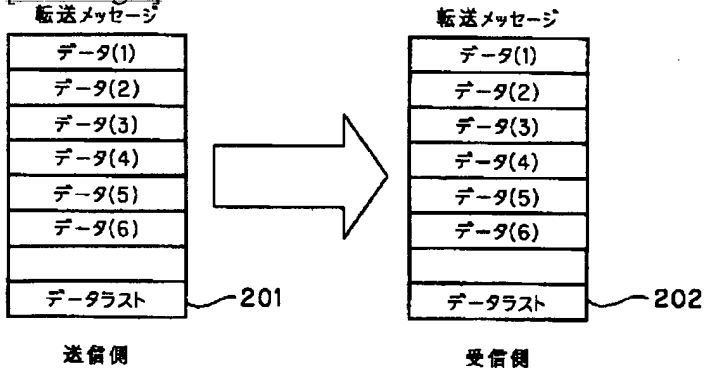 転送メッセージ
データ(1)
データ(2)
データ(3)
データ(4)
データ(5)
データ(6)
データラスト
201
送信側
転送メッセージ
データ(1)
データ(2)
データ(3)
データ(4)
データ(5)
データ(6)
データラスト
202
受信側